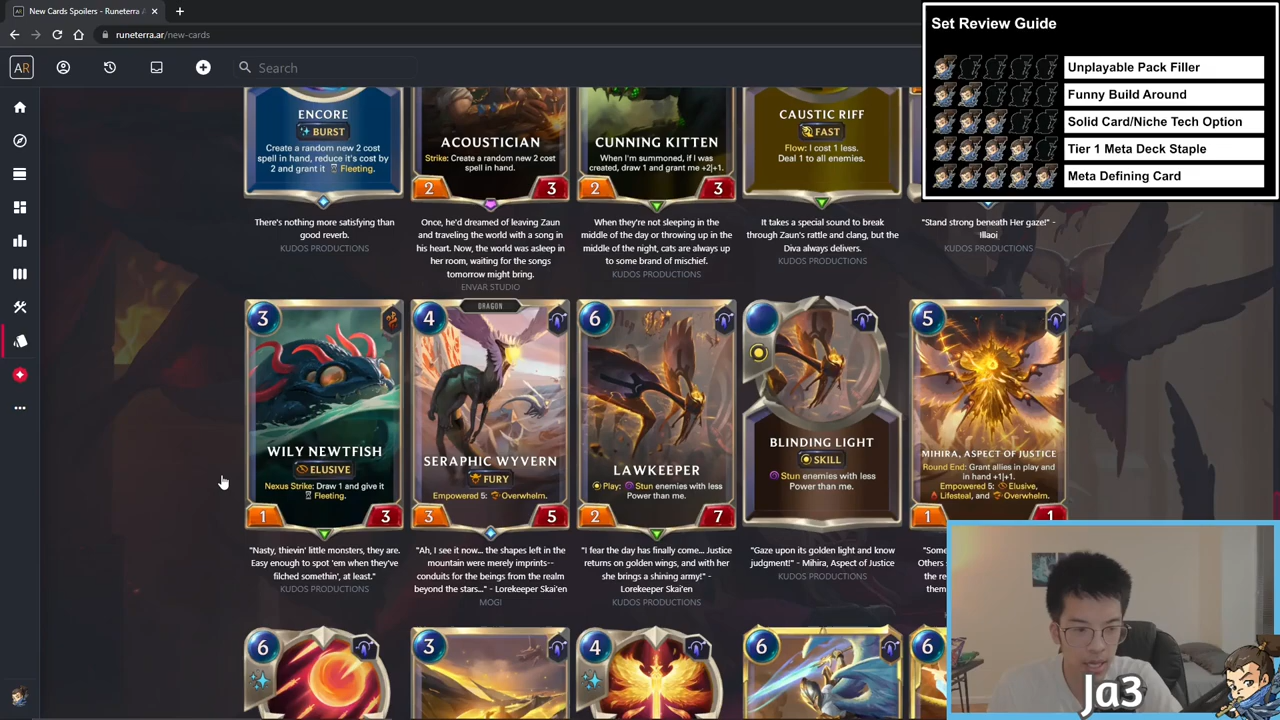 New Cards Spoilers - Runeterra A
runeterra.ar/new-cards
AR
Search
Set Review Guide
Unplayable Pack Filler
Funny Build Around
Solid Card/Niche Tech Option
Tier 1 Meta Deck Staple
Meta Defining Card
ENCORE
BURST
Create a random new 2 cost
spell in hand, reduce it's cost by
2 and grant it Fleeting.
There's nothing more satisfying than
good reverb.
KUDOS PRODUCTIONS
ACOUSTICIAN
Strike: Create a random new 2 cost
spell in hand.
2
3
Once, he'd dreamed of leaving Zaun
and traveling the world with a song in
his heart. Now, the world was asleep in
her room, waiting for the songs
tomorrow might bring.
ENVAR STUDIO
CUNNING KITTEN
When I'm summoned, if I was
created, draw 1 and grant me +2|+1.
2
3
When they're not sleeping in the
middle of the day or throwing up in the
middle of the night, cats are always up
to some brand of mischief.
KUDOS PRODUCTIONS
CAUSTIC RIFF
FAST
Flow: I cost 1 less.
Deal 1 to all enemies.
It takes a special sound to break
through Zaun's rattle and clang, but the
Diva always delivers.
KUDOS PRODUCTIONS
"Stand strong beneath Her gaze!" -
Illaoi
KUDOS PRODUCTIONS
3
WILY NEWTFISH
ELUSIVE
Nexus Strike: Draw 1 and give it
Fleeting.
3
"Nasty, thievin' little monsters, they are.
Easy enough to spot 'em when they've
filched somethin', at least."
KUDOS PRODUCTIONS
DRAGON
4
SERAPHIC WYVERN
FURY
Empowered 5: Overwhelm.
3
5
"Ah, I see it now... the shapes left in the
mountain were merely imprints--
conduits for the beings from the realm
beyond the stars..." - Lorekeeper Skai'en
MOGI
6
LAWKEEPER
Play: Stun enemies with less
Power than me.
2
7
"I fear the day has finally come... Justice
returns on golden wings, and with her
she brings a shining army!" -
Lorekeeper Skai'en
KUDOS PRODUCTIONS
BLINDING LIGHT
SKILL
Stun enemies with less
Power than me.
"Gaze upon its golden light and know
judgment!" - Mihira, Aspect of Justice
KUDOS PRODUCTIONS
5
MIHIRA, ASPECT OF JUSTICE
Round End: Grant allies in play and
in hand +1|+1.
Empowered 5: Elusive,
Lifesteal, and Overwhelm.
1
1
6
3
4
6
6
Ja3